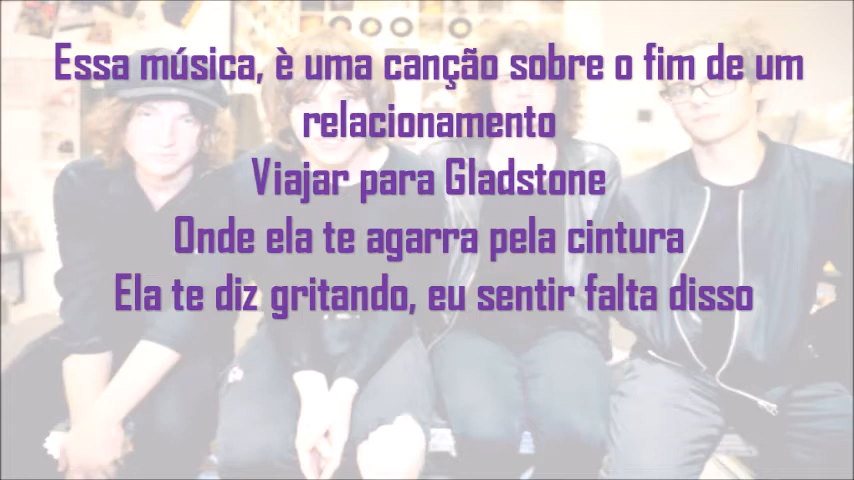 Essa música, è uma canção sobre o fim de um
relacionamento
Viajar para Gladstone
Onde ela te agarra pela cintura
Ela te diz gritando, eu sentir falta disso